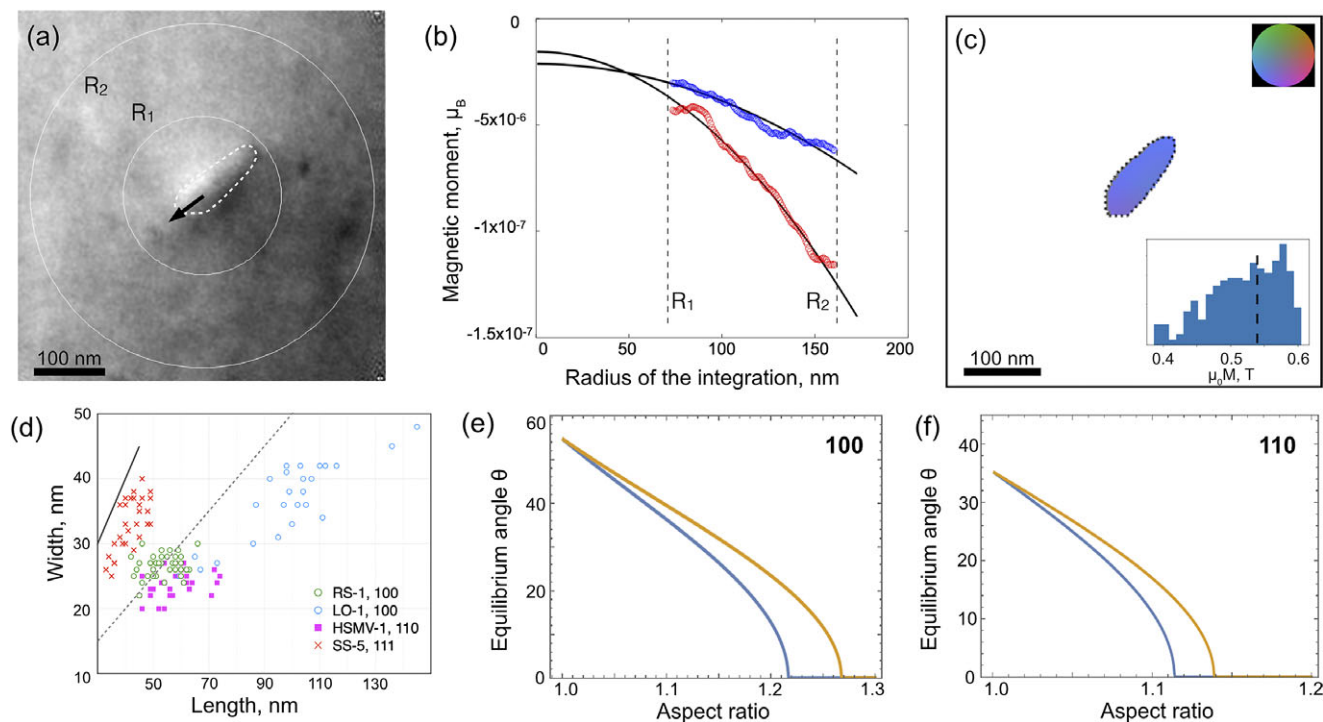 (a)
R₂
R₁
100 nm
(b)
Magnetic moment, μB
0
-5x10⁻⁶
-1x10⁻⁷
-1.5x10⁻⁷
R₁
R₂
0
50
100
150
200
Radius of the integration, nm
(c)
0.4
0.5
0.6
μ₀M, T
100 nm
(d)
Width, nm
50
40
30
20
10
RS-1, 100
LO-1, 100
HSMV-1, 110
SS-5, 111
50
70
90
110
130
Length, nm
(e)
100
Equilibrium angle θ
60
40
20
0
1.0
1.1
1.2
1.3
Aspect ratio
(f)
110
Equilibrium angle θ
40
30
20
10
0
1.0
1.1
1.2
Aspect ratio